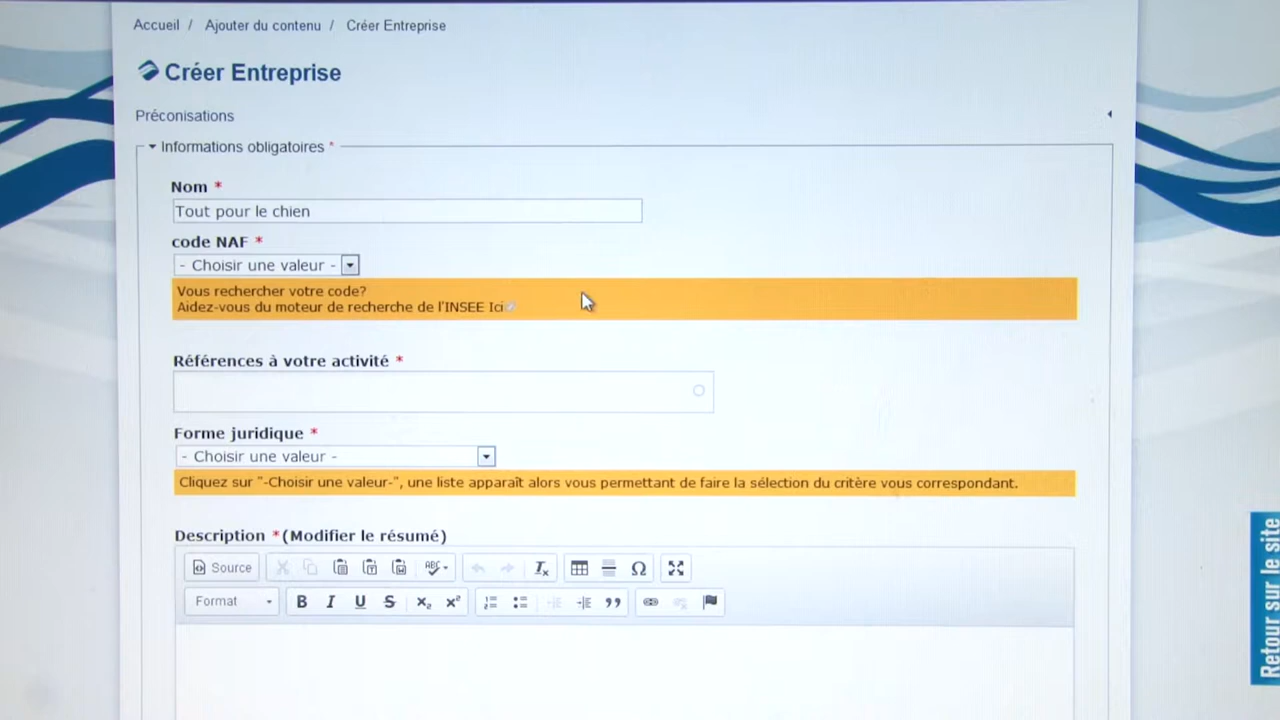 Accueil / Ajouter du contenu / Créer Entreprise
Créer Entreprise
Préconisations
Informations obligatoires *
Nom *
Tout pour le chien
code NAF *
- Choisir une valeur -
Vous rechercher votre code?
Aidez-vous du moteur de recherche de l'INSEE Ici
Références à votre activité *
Forme juridique *
- Choisir une valeur -
Cliquez sur "-Choisir une valeur-", une liste apparaît alors vous permettant de faire la sélection du critère vous correspondant.
Description *(Modifier le résumé)
Source
Format
Retour sur le site